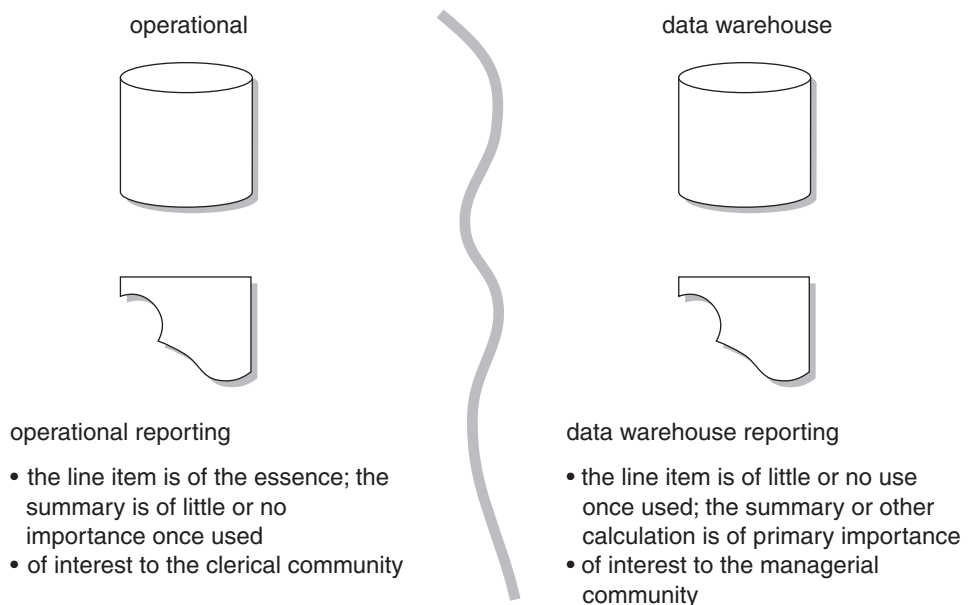 operational
data warehouse
operational reporting
• the line item is of the essence; the
summary is of little or no
importance once used
• of interest to the clerical community
data warehouse reporting
• the line item is of little or no use
once used; the summary or other
calculation is of primary importance
• of interest to the managerial
community